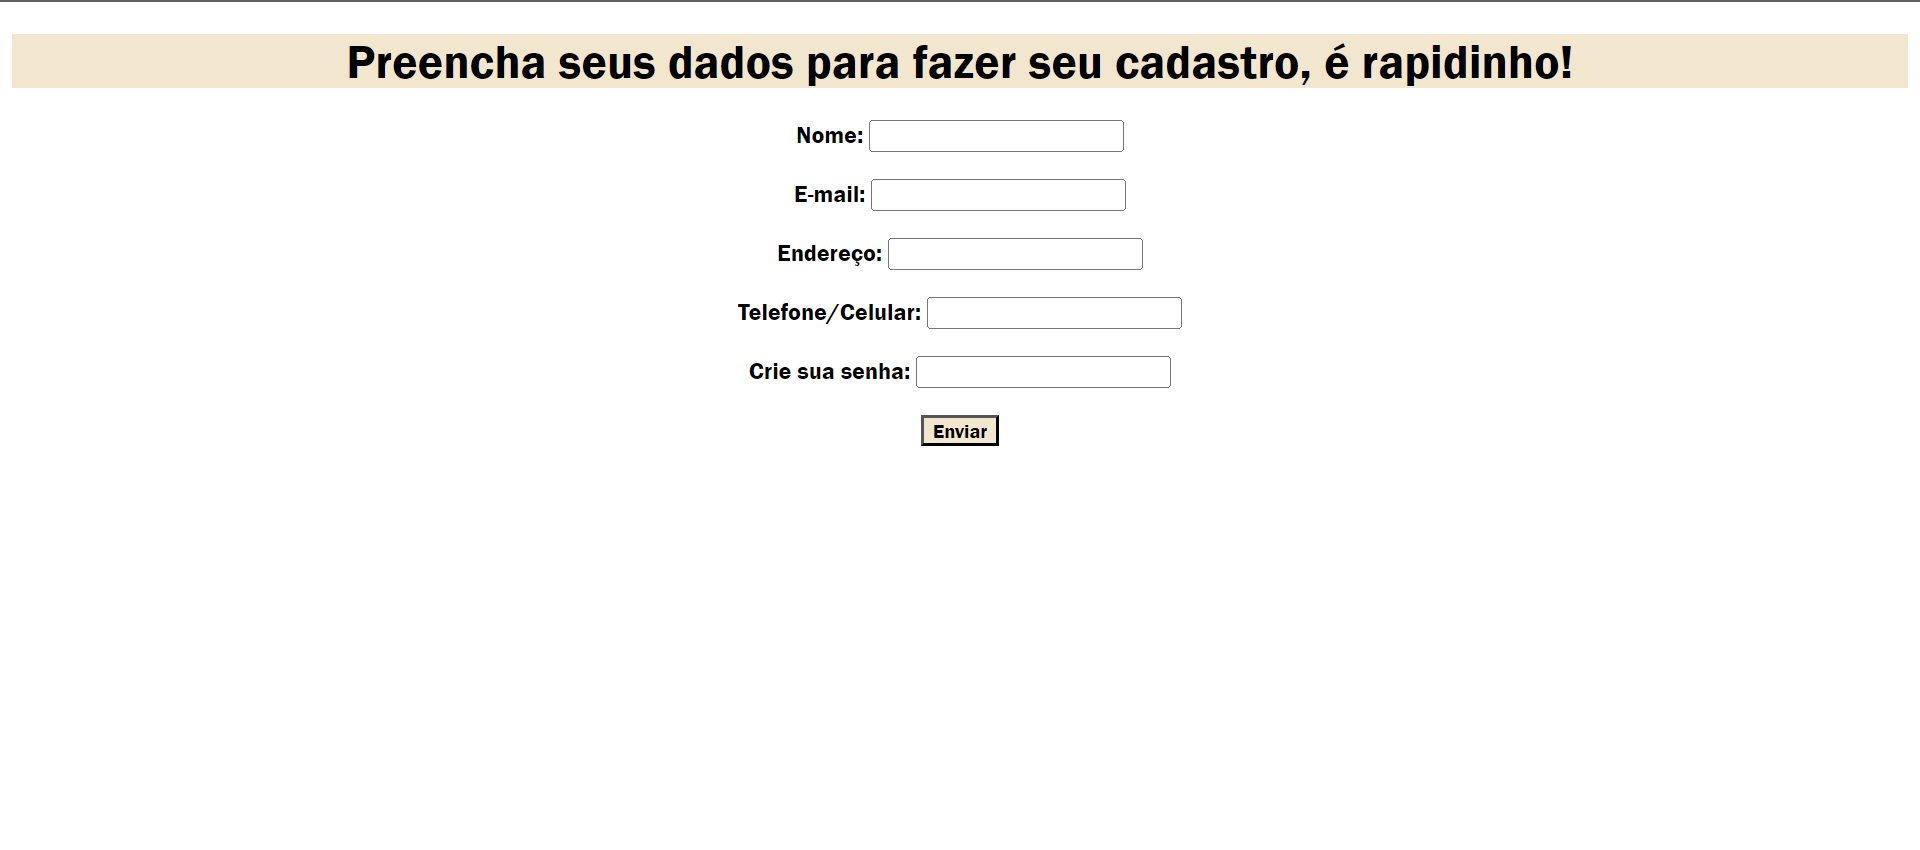 Preencha seus dados para fazer seu cadastro, é rapidinho!
Nome:
E-mail:
Endereço:
Telefone/Celular:
Crie sua senha:
Enviar